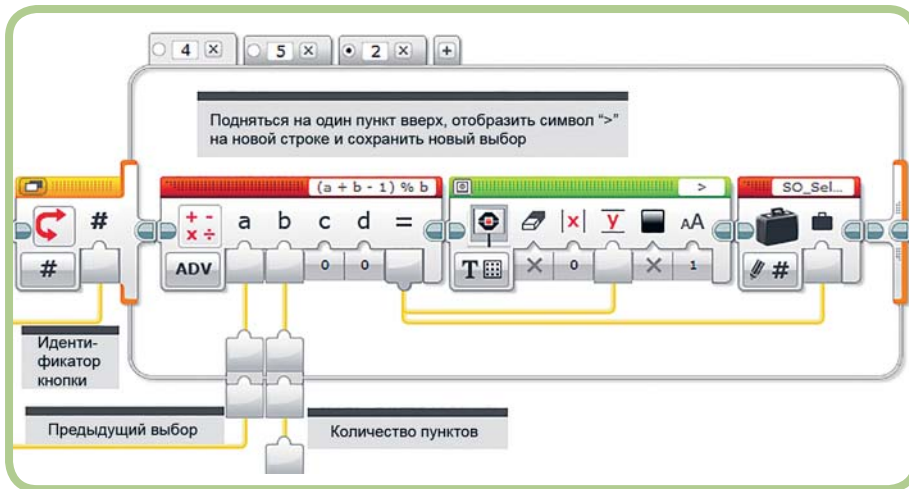 4 5 2 +
Подняться на один пункт вверх, отобразить символ “>”
на новой строке и сохранить новый выбор
(a + b - 1) % b
>
SO_Sel...
# + - × ÷ a b c d = x y AA
# ADV 0 0 T 0 1 #
Иденти-
фикатор
кнопки
Предыдущий выбор
Количество пунктов